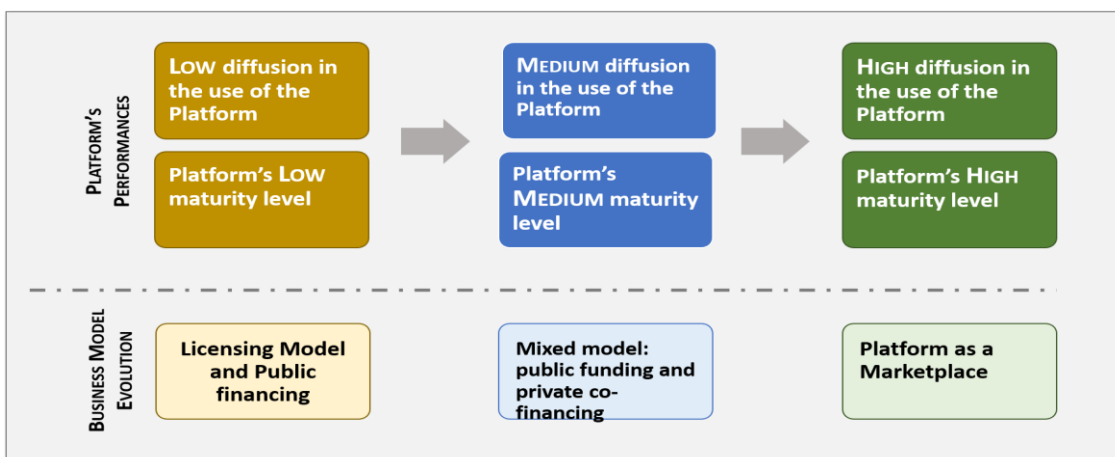 PLATFORM'S
PERFORMANCES
LOW diffusion in
the use of the
Platform
MEDIUM diffusion
in the use of the
Platform
HIGH diffusion in
the use of the
Platform
Platform's LOW
maturity level
Platform's
MEDIUM maturity
level
Platform's HIGH
maturity level
BUSINESS MODEL
EVOLUTION
Licensing Model
and Public
financing
Mixed model:
public funding and
private co-
financing
Platform as a
Marketplace